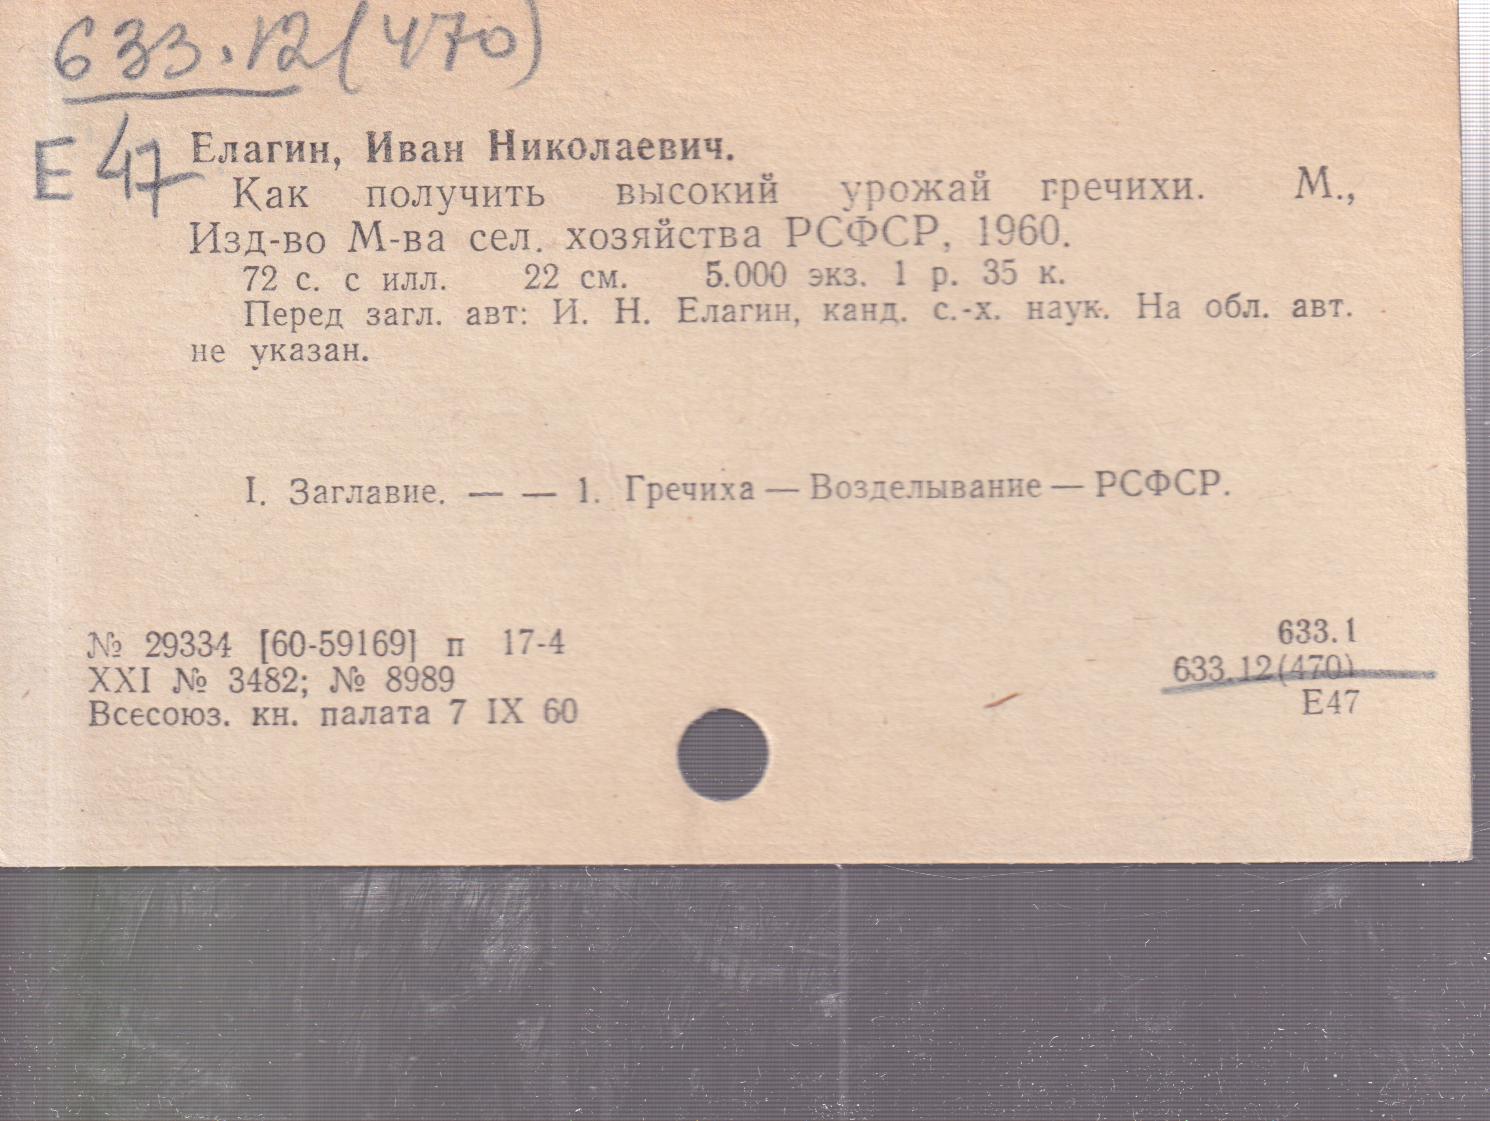 633.12(470)
Е 47
Елагин, Иван Николаевич.
Как получить высокий урожай гречихи. М.,
Изд-во М-ва сел. хозяйства РСФСР, 1960.
72 с. с илл. 22 см. 5.000 экз. 1 р. 35 к.
Перед загл. авт: И. Н. Елагин, канд. с.-х. наук. На обл. авт.
не указан.
I. Заглавие. — — 1. Гречиха — Возделывание — РСФСР.
№ 29334 [60-59169] п 17-4
XXI № 3482; № 8989
Всесоюз. кн. палата 7 IX 60
633.1
633.12(470)
Е47